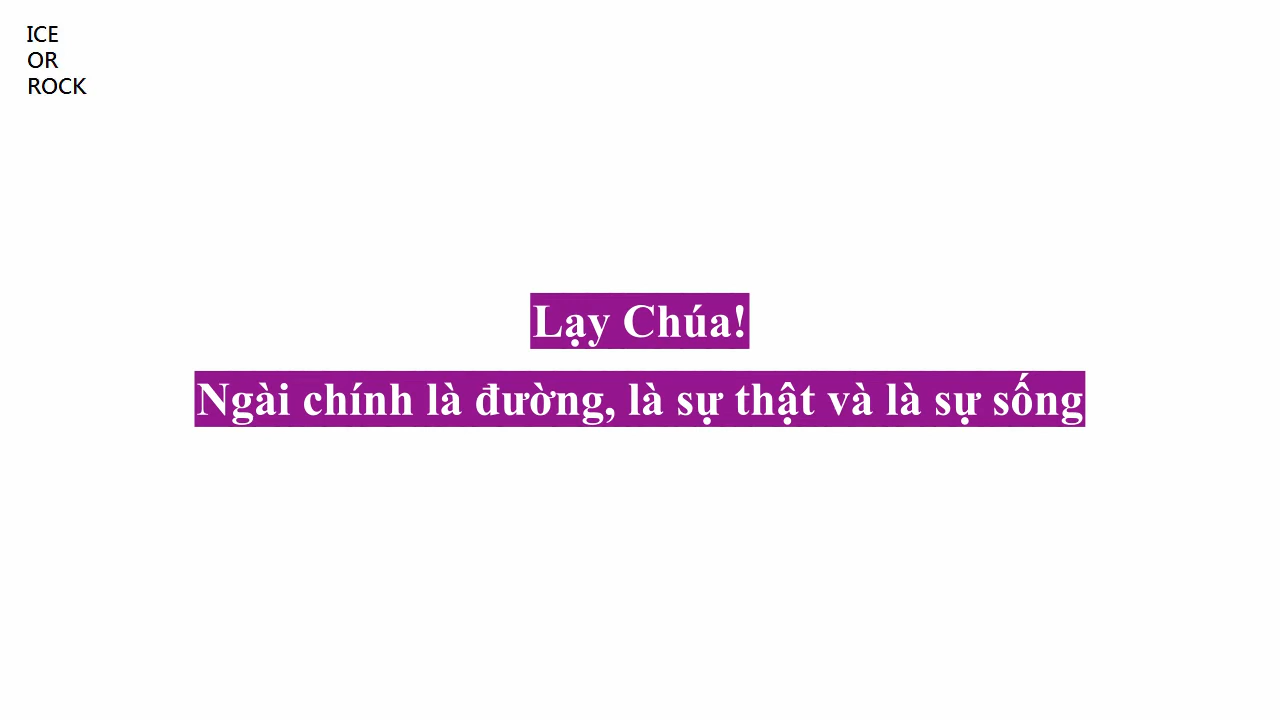 ICE
OR
ROCK
Lạy Chúa!
Ngài chính là đường, là sự thật và là sự sống